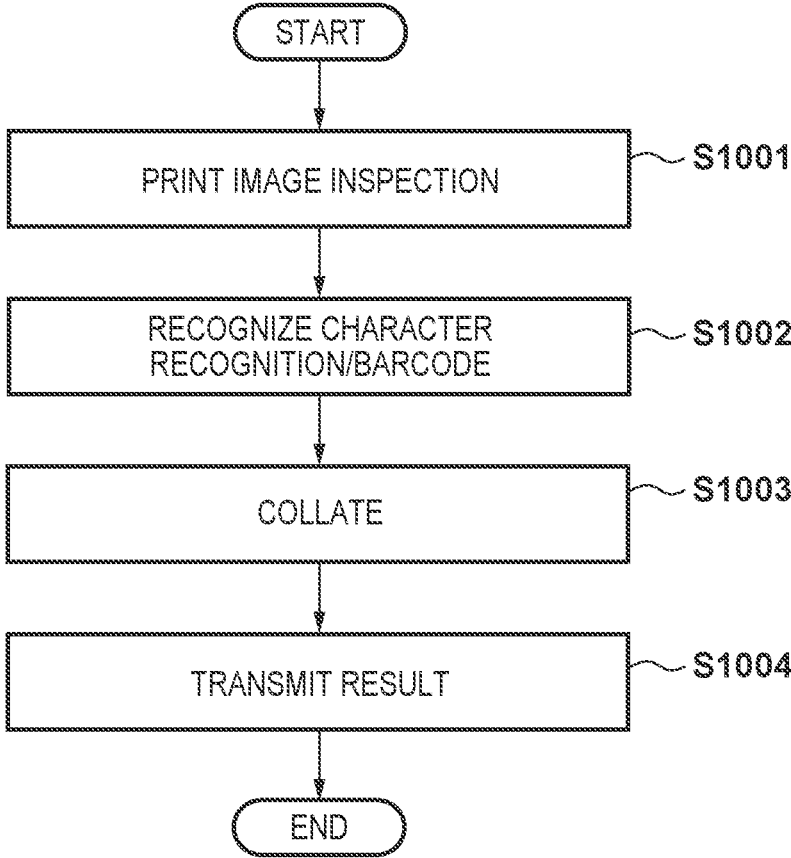 START
PRINT IMAGE INSPECTION
S1001
RECOGNIZE CHARACTER
RECOGNITION/BARCODE
S1002
COLLATE
S1003
TRANSMIT RESULT
S1004
END